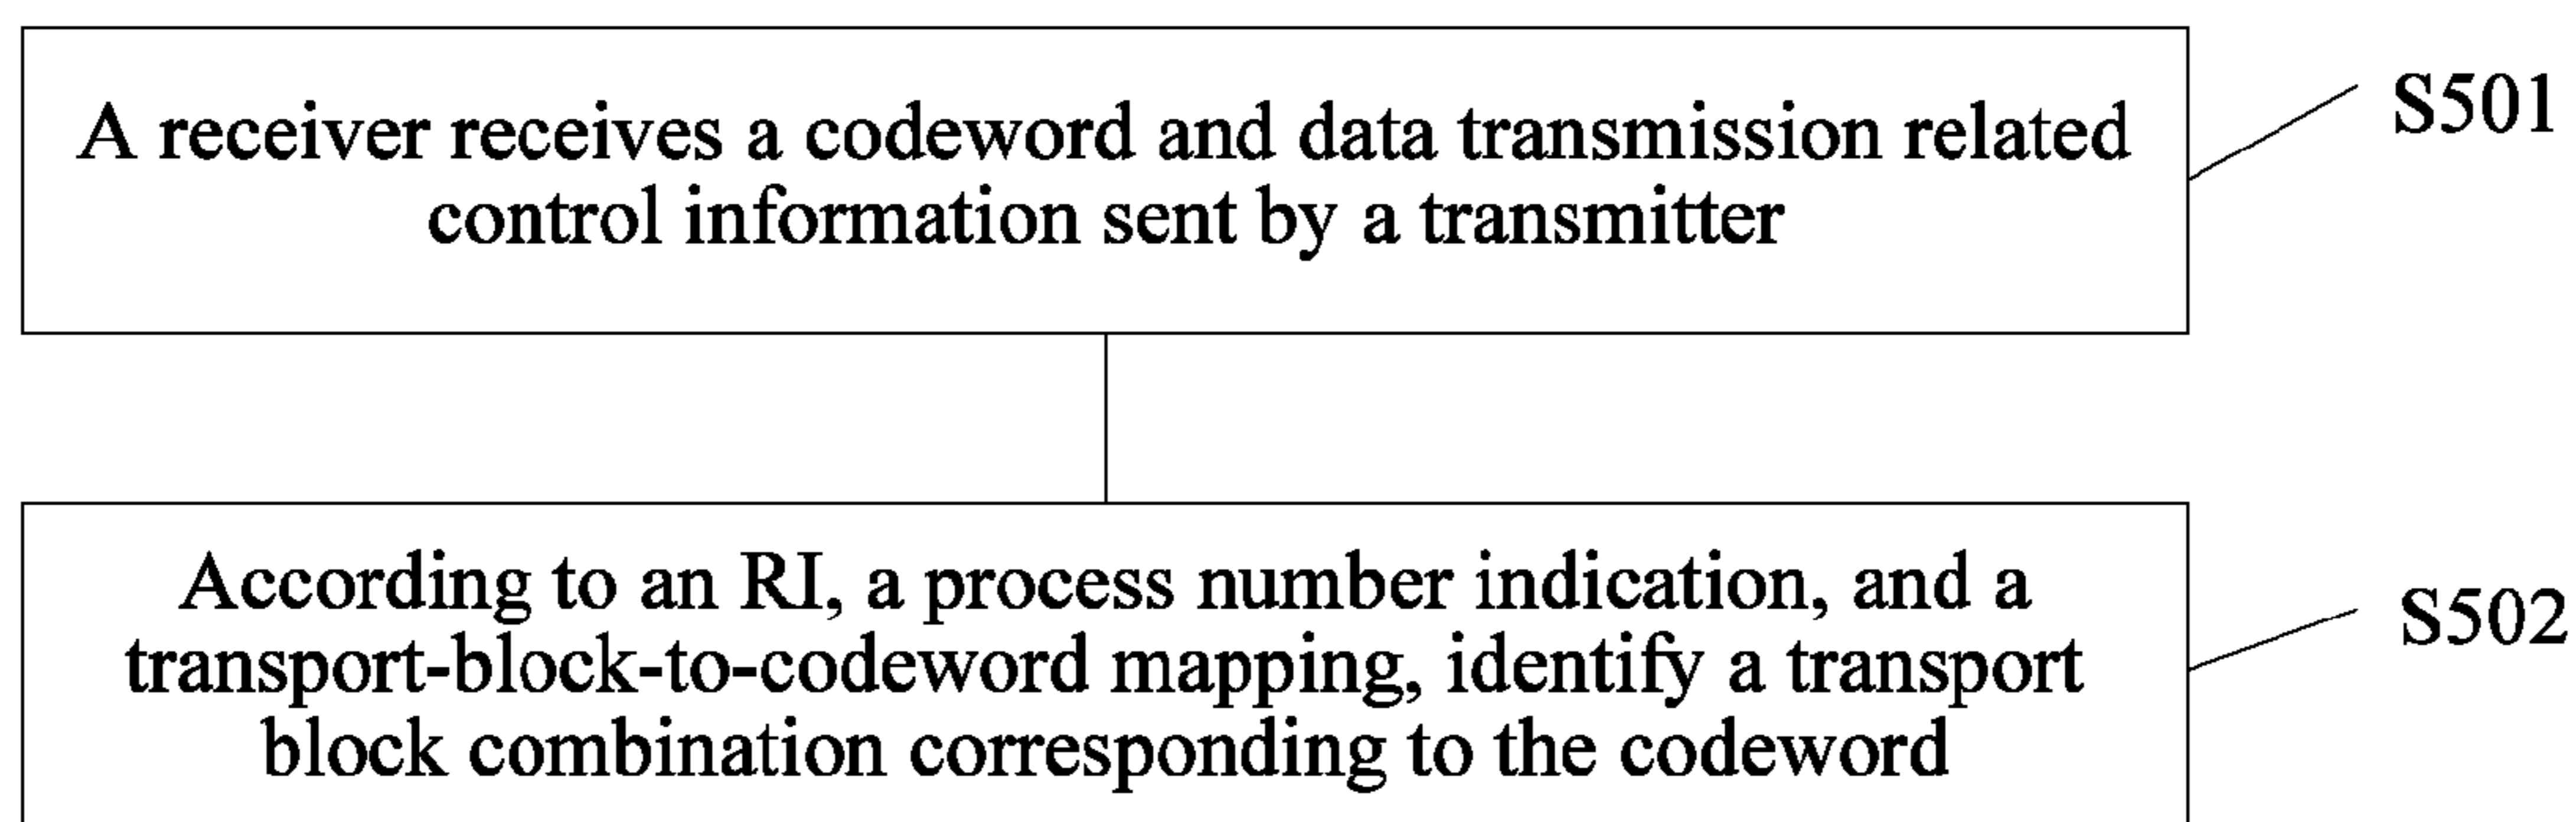 A receiver receives a codeword and data transmission related
control information sent by a transmitter
S501
According to an RI, a process number indication, and a
transport-block-to-codeword mapping, identify a transport
block combination corresponding to the codeword
S502